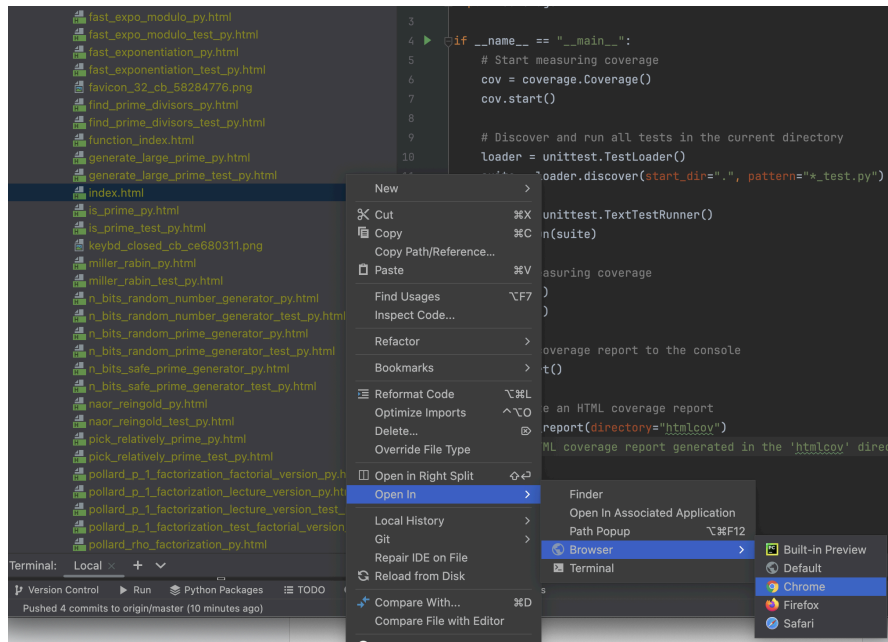 fast_expo_modulo_py.html
fast_expo_modulo_test_py.html
fast_exponentiation_py.html
fast_exponentiation_test_py.html
favicon_32_cb_58284776.png
find_prime_divisors_py.html
find_prime_divisors_test_py.html
function_index.html
generate_large_prime_py.html
generate_large_prime_test_py.html
index.html
is_prime_py.html
is_prime_test_py.html
keybd_closed_cb_ce680311.png
miller_rabin_py.html
miller_rabin_test_py.html
n_bits_random_number_generator_py.html
n_bits_random_number_generator_test_py.html
n_bits_random_prime_generator_py.html
n_bits_random_prime_generator_test_py.html
n_bits_safe_prime_generator_py.html
n_bits_safe_prime_generator_test_py.html
naor_reingold_py.html
naor_reingold_test_py.html
pick_relatively_prime_py.html
pick_relatively_prime_test_py.html
pollard_p_1_factorization_factorial_version_py.h
pollard_p_1_factorization_lecture_version_py.ht
pollard_p_1_factorization_lecture_version_test_
pollard_p_1_factorization_test_factorial_version_
pollard_rho_factorization_py.html
3
4 if __name__ == "__main__":
5 # Start measuring coverage
6 cov = coverage.Coverage()
7 cov.start()
8
9 # Discover and run all tests in the current directory
10 loader = unittest.TestLoader()
loader.discover(start_dir=".", pattern="*_test.py")
unittest.TextTestRunner()
n(suite)
asuring coverage
)
)
overage report to the console
t()
e an HTML coverage report
report(directory="htmlcov")
ML coverage report generated in the 'htmlcov' direc
New
Cut ⌘X
Copy ⌘C
Copy Path/Reference...
Paste ⌘V
Find Usages ⌥F7
Inspect Code...
Refactor
Bookmarks
Reformat Code ⌥⌘L
Optimize Imports ^⌥O
Delete... ⌦
Override File Type
Open in Right Split ⇧⏎
Open In
Local History
Git
Repair IDE on File
Reload from Disk
Compare With... ⌘D
Compare File with Editor
Finder
Open In Associated Application
Path Popup ⌥⌘F12
Browser
Terminal
Built-in Preview
Default
Chrome
Firefox
Safari
Terminal: Local × +
Version Control Run Python Packages TODO
Pushed 4 commits to origin/master (10 minutes ago)